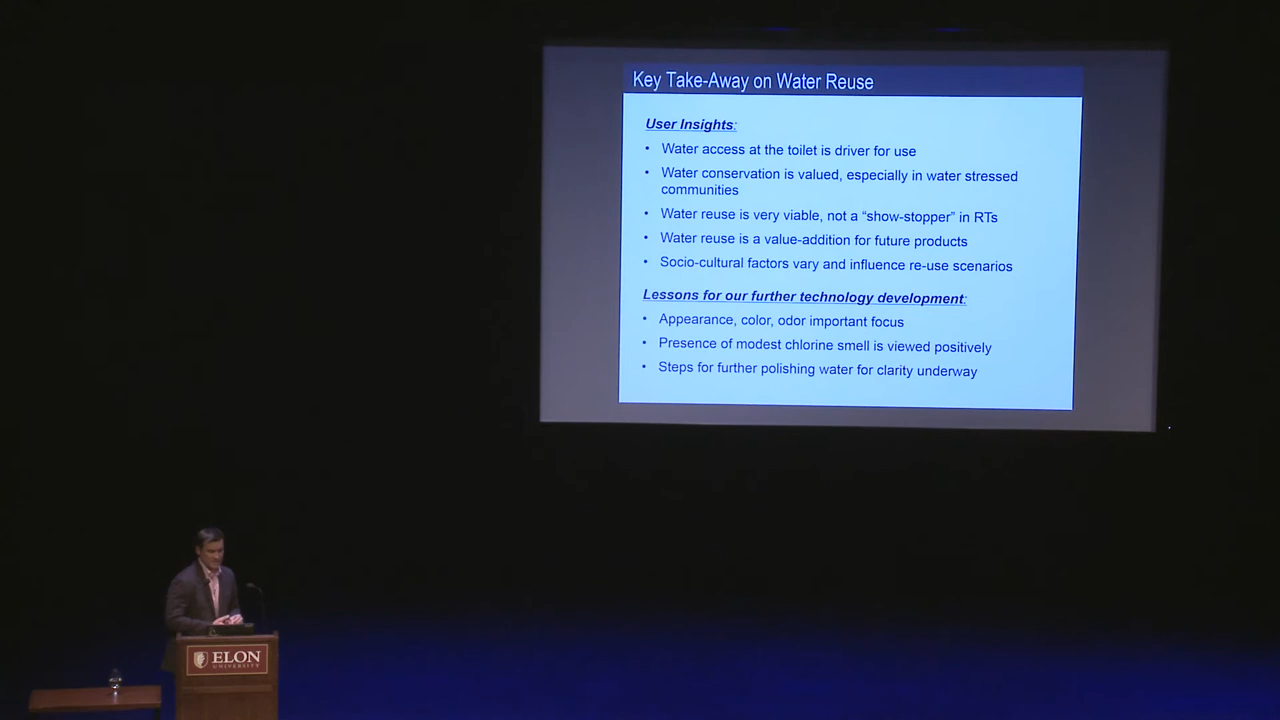 Key Take-Away on Water Reuse
User Insights:
• Water access at the toilet is driver for use
• Water conservation is valued, especially in water stressed
communities
• Water reuse is very viable, not a “show-stopper” in RTs
• Water reuse is a value-addition for future products
• Socio-cultural factors vary and influence re-use scenarios
Lessons for our further technology development:
• Appearance, color, odor important focus
• Presence of modest chlorine smell is viewed positively
• Steps for further polishing water for clarity underway
ELON
UNIVERSITY